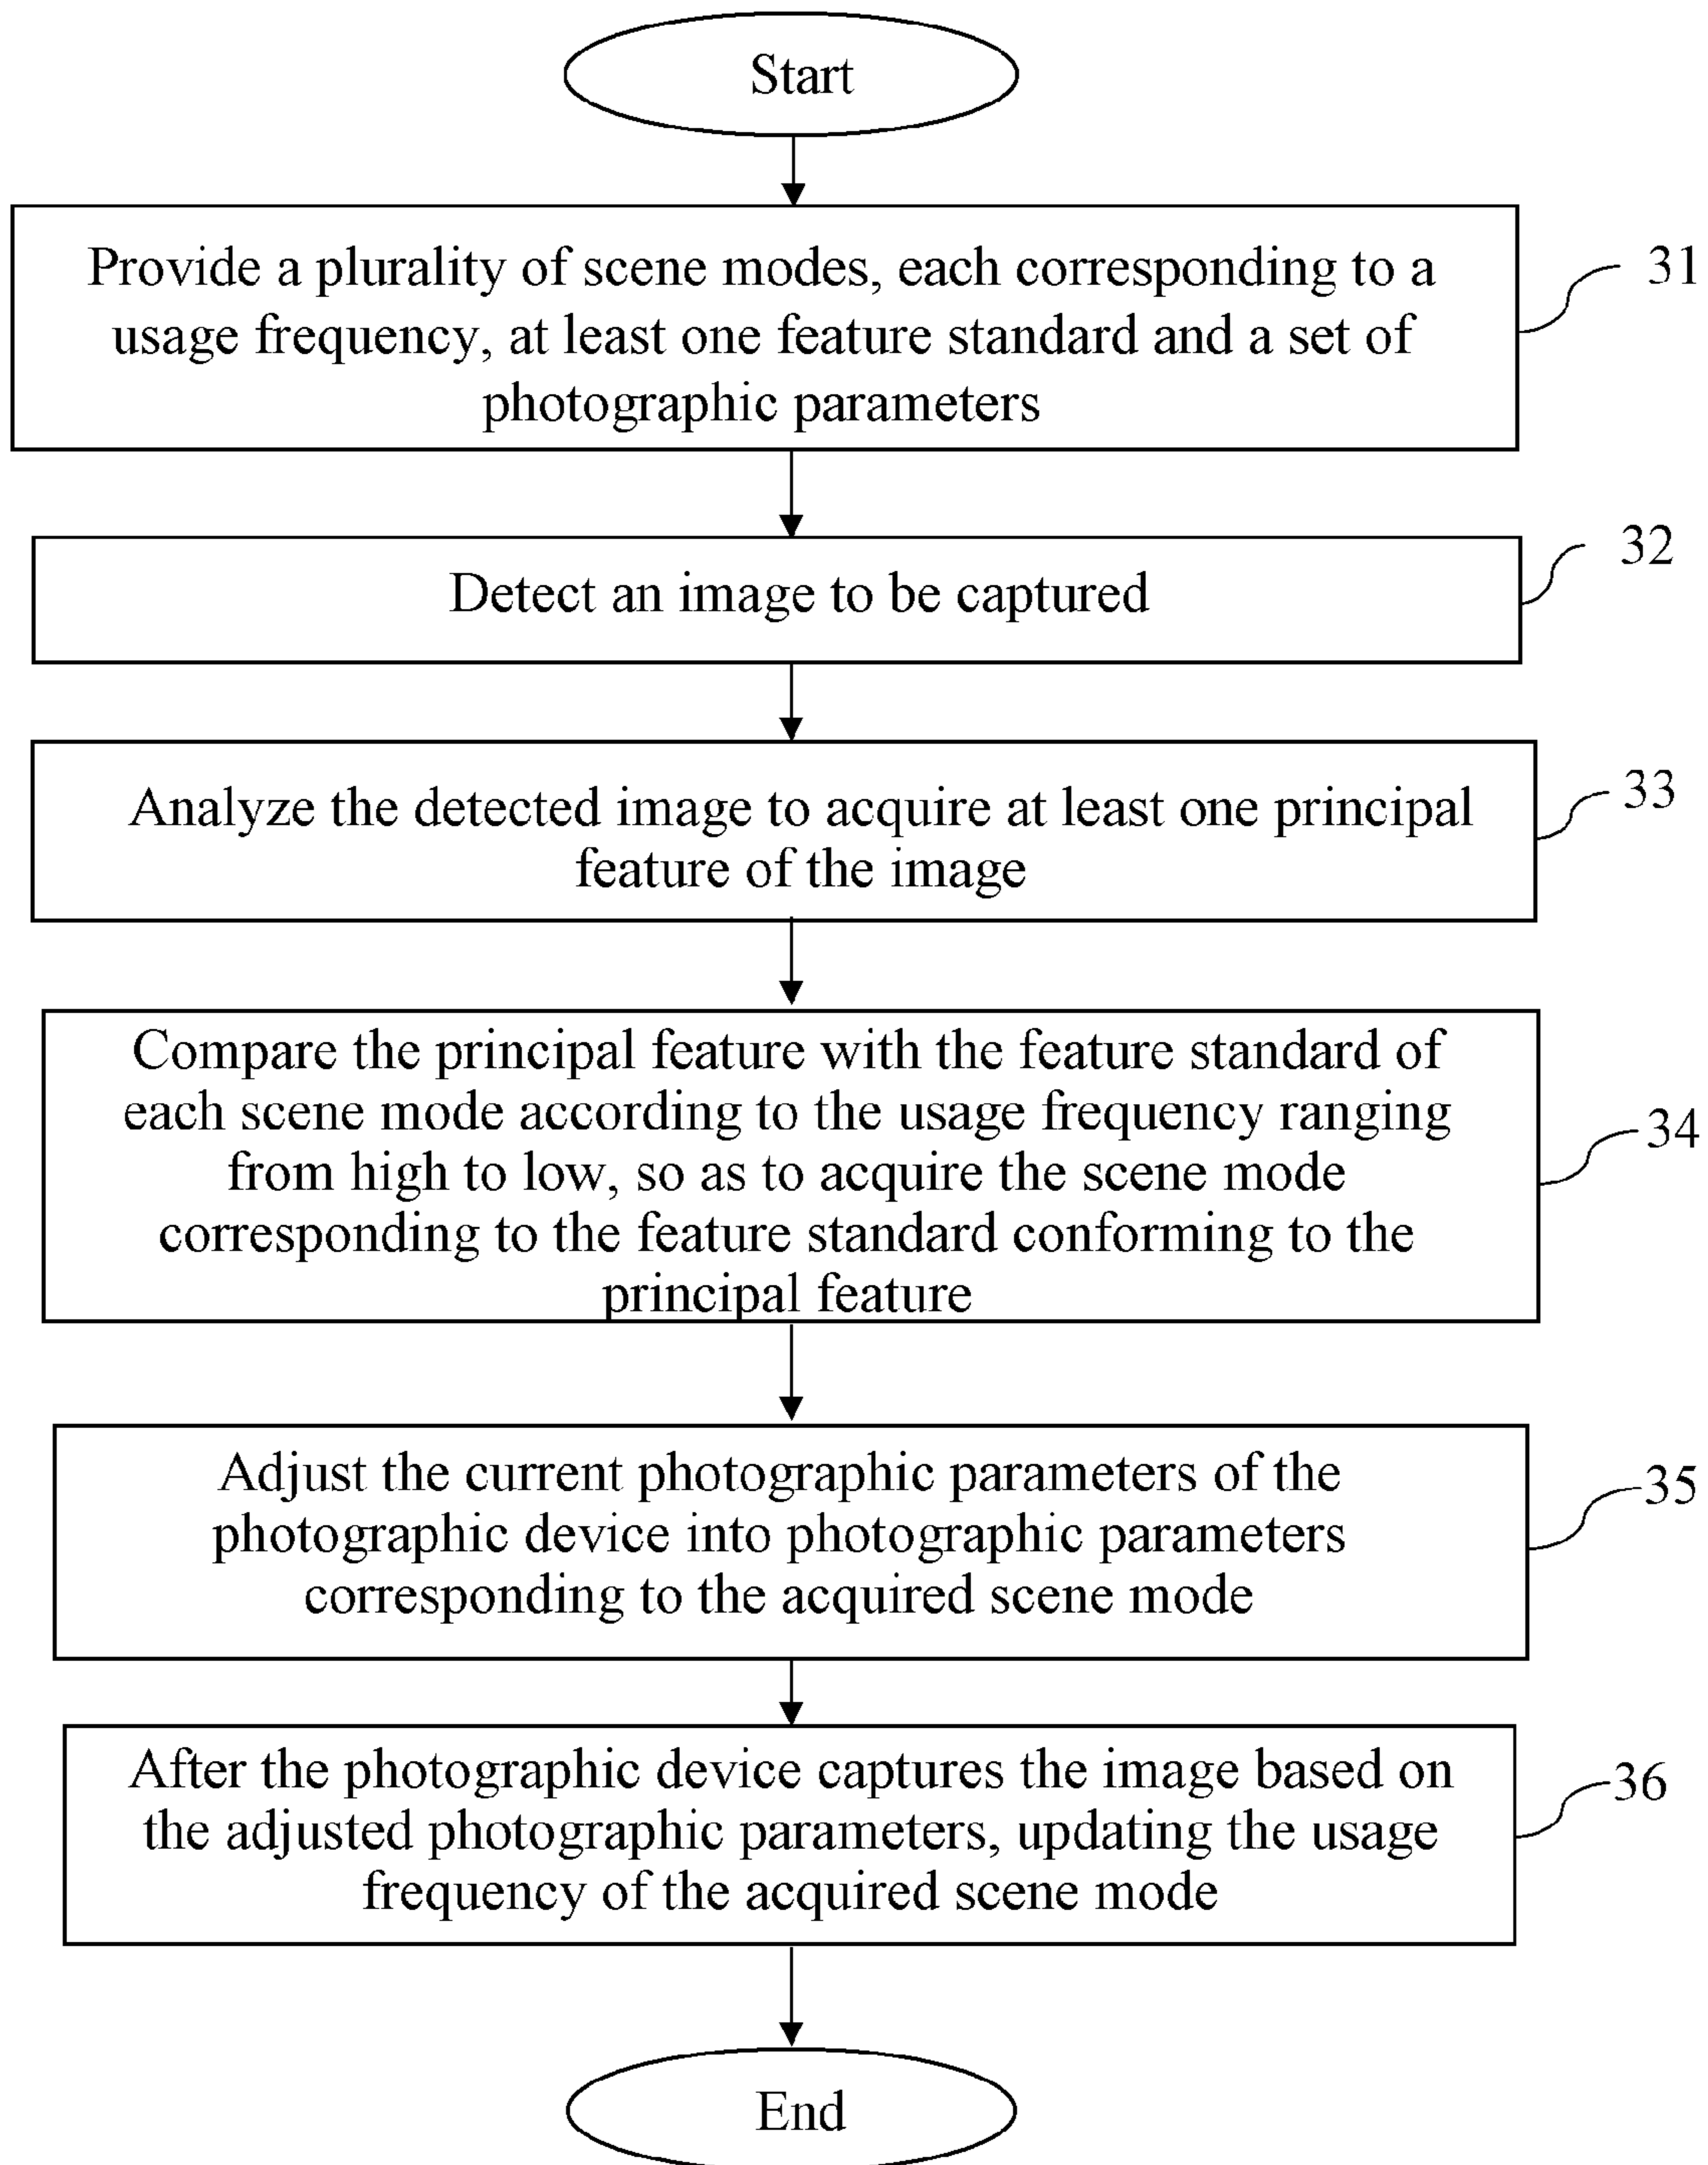 Start
Provide a plurality of scene modes, each corresponding to a
usage frequency, at least one feature standard and a set of
photographic parameters
31
Detect an image to be captured
32
Analyze the detected image to acquire at least one principal
feature of the image
33
Compare the principal feature with the feature standard of
each scene mode according to the usage frequency ranging
from high to low, so as to acquire the scene mode
corresponding to the feature standard conforming to the
principal feature
34
Adjust the current photographic parameters of the
photographic device into photographic parameters
corresponding to the acquired scene mode
35
After the photographic device captures the image based on
the adjusted photographic parameters, updating the usage
frequency of the acquired scene mode
36
End